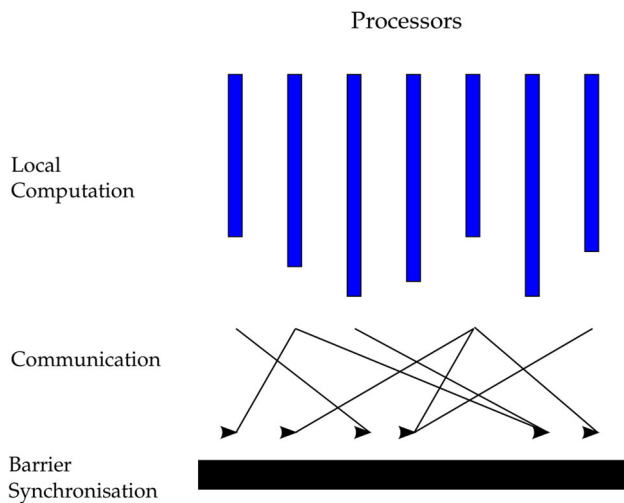 Processors
Local
Computation
Communication
Barrier
Synchronisation